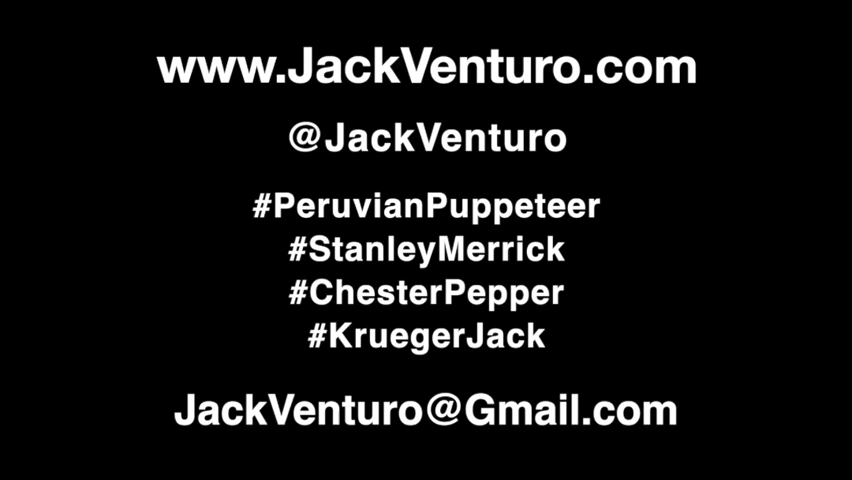 www.JackVenturo.com
@JackVenturo
#PeruvianPuppeteer
#StanleyMerrick
#ChesterPepper
#KruegerJack
JackVenturo@Gmail.com